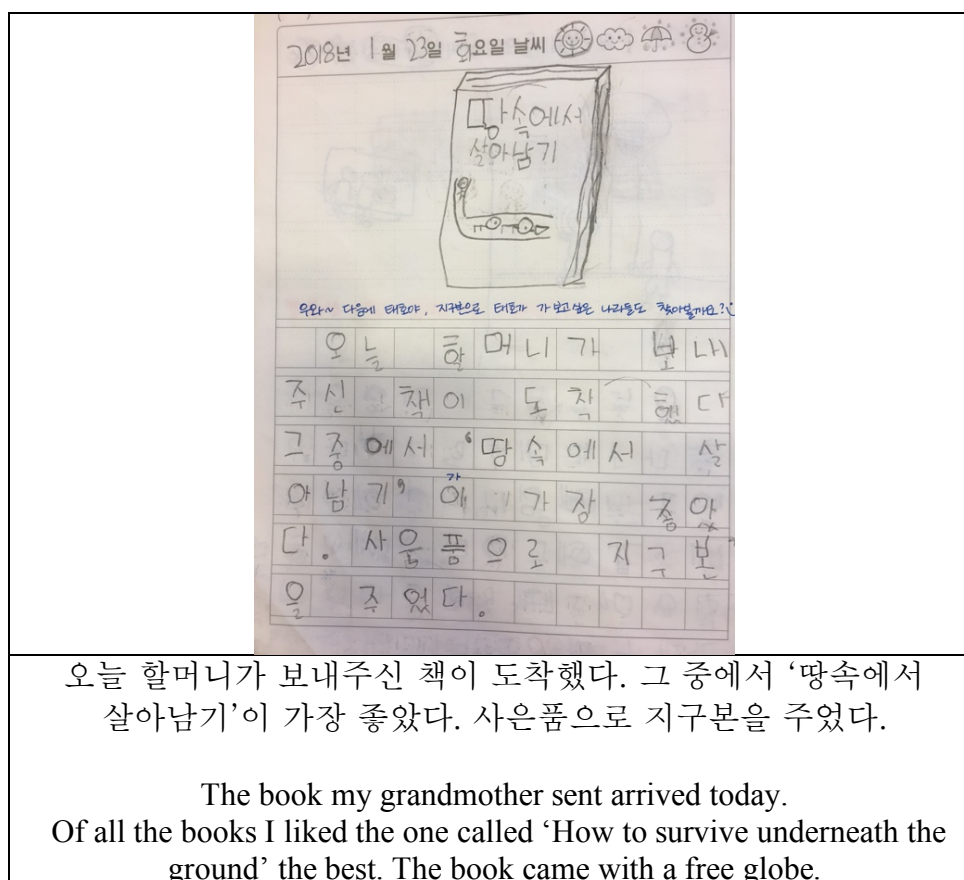 2018년 1월 23일 화요일 날씨
땅속에서
살아남기
우와~ 다음에 태호야, 지구본으로 태호가 가보고싶은 나라들도 찾아볼까요?:)
오늘 할머니가 보내
주신 책이 도착 했다
그중에서 ‘땅속에서 살
가
아남기’이 가장 좋았
다. 사운품으로 지구본
을 주었다.
오늘 할머니가 보내주신 책이 도착했다. 그 중에서 ‘땅속에서
살아남기’이 가장 좋았다. 사은품으로 지구본을 주었다.
The book my grandmother sent arrived today.
Of all the books I liked the one called ‘How to survive underneath the
ground’ the best. The book came with a free globe.